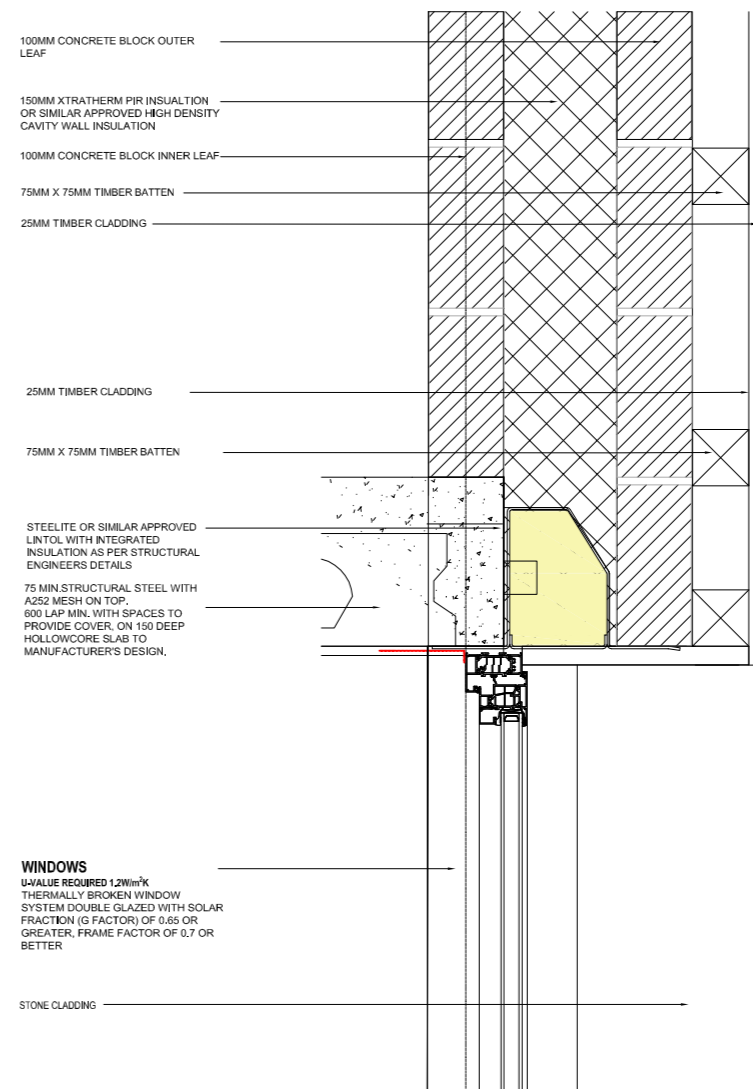 100MM CONCRETE BLOCK OUTER
LEAF
150MM XTRATHERM PIR INSUALTION
OR SIMILAR APPROVED HIGH DENSITY
CAVITY WALL INSULATION
100MM CONCRETE BLOCK INNER LEAF
75MM X 75MM TIMBER BATTEN
25MM TIMBER CLADDING
25MM TIMBER CLADDING
75MM X 75MM TIMBER BATTEN
STEELITE OR SIMILAR APPROVED
LINTOL WITH INTEGRATED
INSULATION AS PER STRUCTURAL
ENGINEERS DETAILS
75 MIN.STRUCTURAL STEEL WITH
A252 MESH ON TOP.
600 LAP MIN. WITH SPACES TO
PROVIDE COVER, ON 150 DEEP
HOLLOWCORE SLAB TO
MANUFACTURER'S DESIGN.
WINDOWS
U-VALUE REQUIRED 1.2W/m²K
THERMALLY BROKEN WINDOW
SYSTEM DOUBLE GLAZED WITH SOLAR
FRACTION (G FACTOR) OF 0.65 OR
GREATER, FRAME FACTOR OF 0.7 OR
BETTER
STONE CLADDING